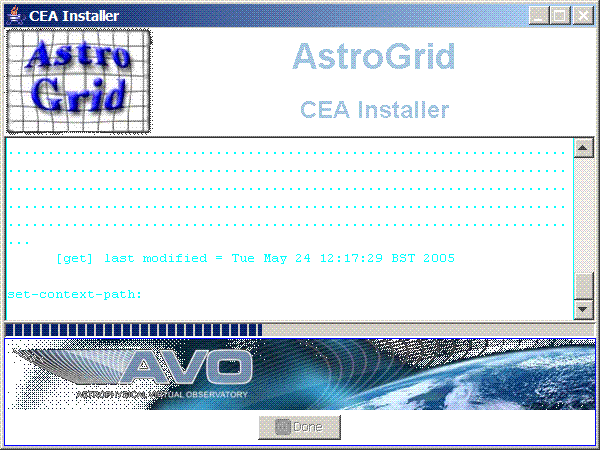 CEA Installer
Astro
Grid
AstroGrid
CEA Installer
......................................................................
......................................................................
......................................................................
......................................................................
......................................................................
...
[get] last modified = Tue May 24 12:17:29 BST 2005
set-context-path:
AVO
ASTROPHYSICAL VIRTUAL OBSERVATORY
Done